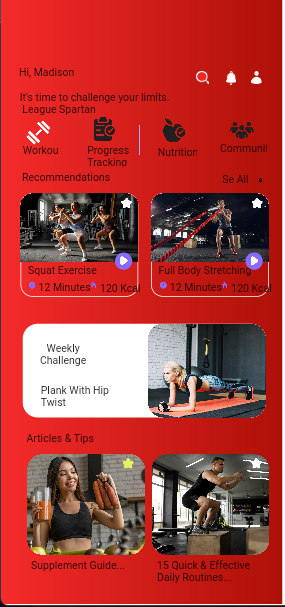 Hi, Madison
It's time to challenge your limits.
League Spartan
Workou
Progress
Tracking
Nutrition
Communit
Recommendations
Se All
Squat Exercise
Full Body Stretching
12 Minutes
120 Kcal
12 Minutes
120 Kcal
Weekly
Challenge
Plank With Hip
Twist
Articles & Tips
Supplement Guide...
15 Quick & Effective
Daily Routines...